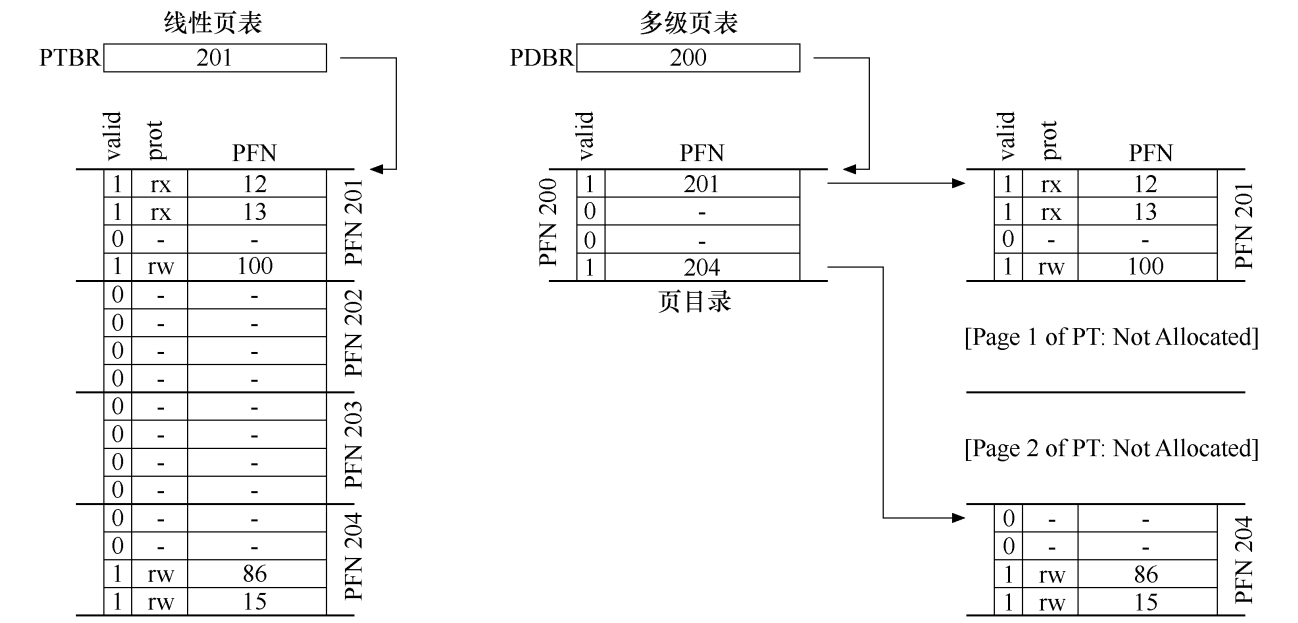 线性页表
PTBR 201
valid prot PFN
1 rx 12
1 rx 13
0 - -
1 rw 100
PFN 201
0 - -
0 - -
0 - -
0 - -
PFN 202
0 - -
0 - -
0 - -
0 - -
PFN 203
0 - -
0 - -
1 rw 86
1 rw 15
PFN 204
多级页表
PDBR 200
valid PFN
PFN 200
1 201
0 -
0 -
1 204
页目录
valid prot PFN
1 rx 12
1 rx 13
0 - -
1 rw 100
PFN 201
[Page 1 of PT: Not Allocated]
[Page 2 of PT: Not Allocated]
0 - -
0 - -
1 rw 86
1 rw 15
PFN 204